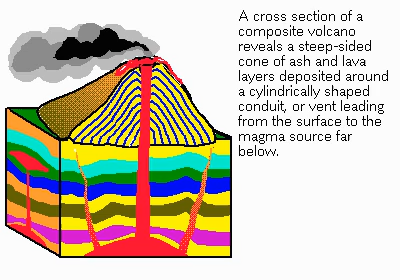 A cross section of a
composite volcano
reveals a steep-sided
cone of ash and lava
layers deposited around
a cylindrically shaped
conduit, or vent leading
from the surface to the
magma source far
below.